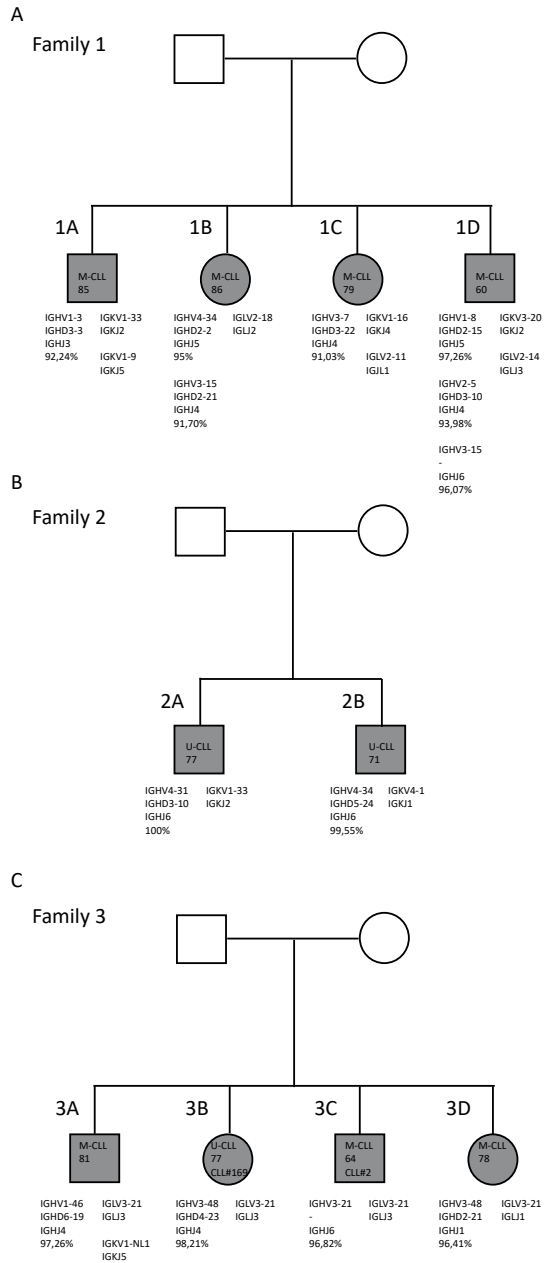 A
Family 1
1A
1B
1C
1D
M-CLL
85
M-CLL
86
M-CLL
79
M-CLL
60
IGHV1-3
IGHD3-3
IGHJ3
92,24%
IGKV1-33
IGKJ2
IGKV1-9
IGKJ5
IGHV4-34
IGHD2-2
IGHJ5
95%
IGHV3-15
IGHD2-21
IGHJ4
91,70%
IGLV2-18
IGLJ2
IGHV3-7
IGHD3-22
IGHJ4
91,03%
IGKV1-16
IGKJ4
IGLV2-11
IGJL1
IGHV1-8
IGHD2-15
IGHJ5
97,26%
IGHV2-5
IGHD3-10
IGHJ4
93,98%
IGHV3-15
-
IGHJ6
96,07%
IGKV3-20
IGKJ2
IGLV2-14
IGLJ3
B
Family 2
2A
2B
U-CLL
77
U-CLL
71
IGHV4-31
IGHD3-10
IGHJ6
100%
IGKV1-33
IGKJ2
IGHV4-34
IGHD5-24
IGHJ6
99,55%
IGKV4-1
IGKJ1
C
Family 3
3A
3B
3C
3D
M-CLL
81
U-CLL
77
CLL#169
M-CLL
64
CLL#2
M-CLL
78
IGHV1-46
IGHD6-19
IGHJ4
97,26%
IGLV3-21
IGLJ3
IGKV1-NL1
IGKJ5
IGHV3-48
IGHD4-23
IGHJ4
98,21%
IGLV3-21
IGLJ3
IGHV3-21
-
IGHJ6
96,82%
IGLV3-21
IGLJ3
IGHV3-48
IGHD2-21
IGHJ1
96,41%
IGLV3-21
IGLJ1